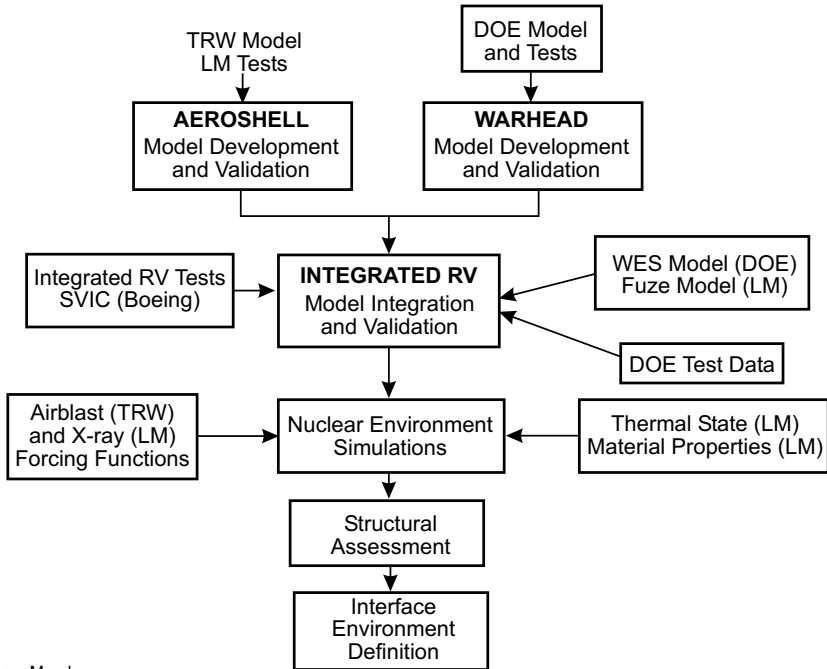 TRW Model
LM Tests
DOE Model
and Tests
AEROSHELL
Model Development
and Validation
WARHEAD
Model Development
and Validation
Integrated RV Tests
SVIC (Boeing)
INTEGRATED RV
Model Integration
and Validation
WES Model (DOE)
Fuze Model (LM)
DOE Test Data
Airblast (TRW)
and X-ray (LM)
Forcing Functions
Nuclear Environment
Simulations
Thermal State (LM)
Material Properties (LM)
Structural
Assessment
Interface
Environment
Definition